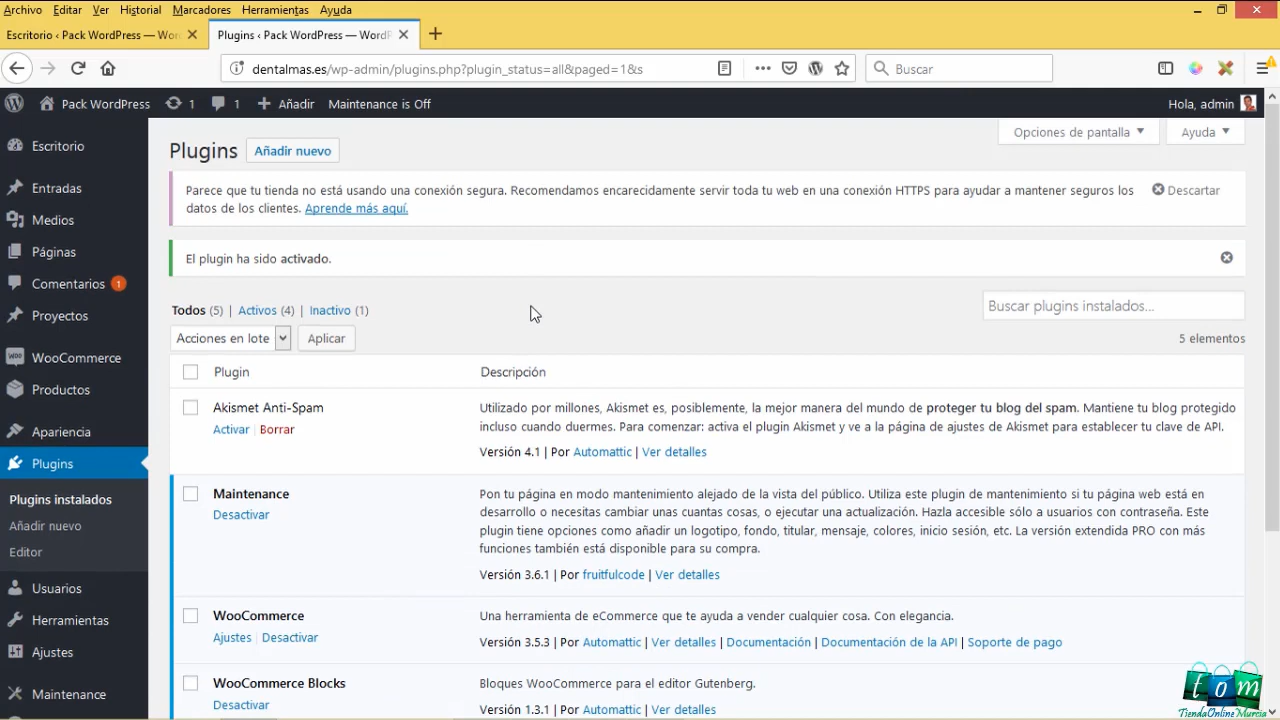 Archivo Editar Ver Historial Marcadores Herramientas Ayuda
Escritorio ‹ Pack WordPress — Wor
Plugins ‹ Pack WordPress — WordP
dentalmas.es/wp-admin/plugins.php?plugin_status=all&paged=1&s
Buscar
Pack WordPress 1 1 Añadir Maintenance is Off
Hola, admin
Escritorio
Entradas
Medios
Páginas
Comentarios 1
Proyectos
WooCommerce
Productos
Apariencia
Plugins
Plugins instalados
Añadir nuevo
Editor
Usuarios
Herramientas
Ajustes
Maintenance
Opciones de pantalla
Ayuda
Plugins
Añadir nuevo
Parece que tu tienda no está usando una conexión segura. Recomendamos encarecidamente servir toda tu web en una conexión HTTPS para ayudar a mantener seguros los
datos de los clientes. Aprende más aquí.
Descartar
El plugin ha sido activado.
Todos (5) | Activos (4) | Inactivo (1)
Buscar plugins instalados...
Acciones en lote
Aplicar
5 elementos
Plugin
Descripción
Akismet Anti-Spam
Activar | Borrar
Utilizado por millones, Akismet es, posiblemente, la mejor manera del mundo de proteger tu blog del spam. Mantiene tu blog protegido
incluso cuando duermes. Para comenzar: activa el plugin Akismet y ve a la página de ajustes de Akismet para establecer tu clave de API.
Versión 4.1 | Por Automattic | Ver detalles
Maintenance
Desactivar
Pon tu página en modo mantenimiento alejado de la vista del público. Utiliza este plugin de mantenimiento si tu página web está en
desarrollo o necesitas cambiar unas cuantas cosas, o ejecutar una actualización. Hazla accesible sólo a usuarios con contraseña. Este
plugin tiene opciones como añadir un logotipo, fondo, titular, mensaje, colores, inicio sesión, etc. La versión extendida PRO con más
funciones también está disponible para su compra.
Versión 3.6.1 | Por fruitfulcode | Ver detalles
WooCommerce
Ajustes | Desactivar
Una herramienta de eCommerce que te ayuda a vender cualquier cosa. Con elegancia.
Versión 3.5.3 | Por Automattic | Ver detalles | Documentación | Documentación de la API | Soporte de pago
WooCommerce Blocks
Desactivar
Bloques WooCommerce para el editor Gutenberg.
Versión 1.3.1 | Por Automattic | Ver detalles
tom
TiendaOnlineMurcia